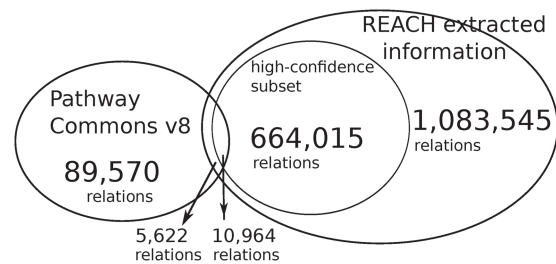 REACH extracted
information
high-confidence
subset
Pathway
Commons v8
89,570
relations
664,015
relations
1,083,545
relations
5,622
relations
10,964
relations